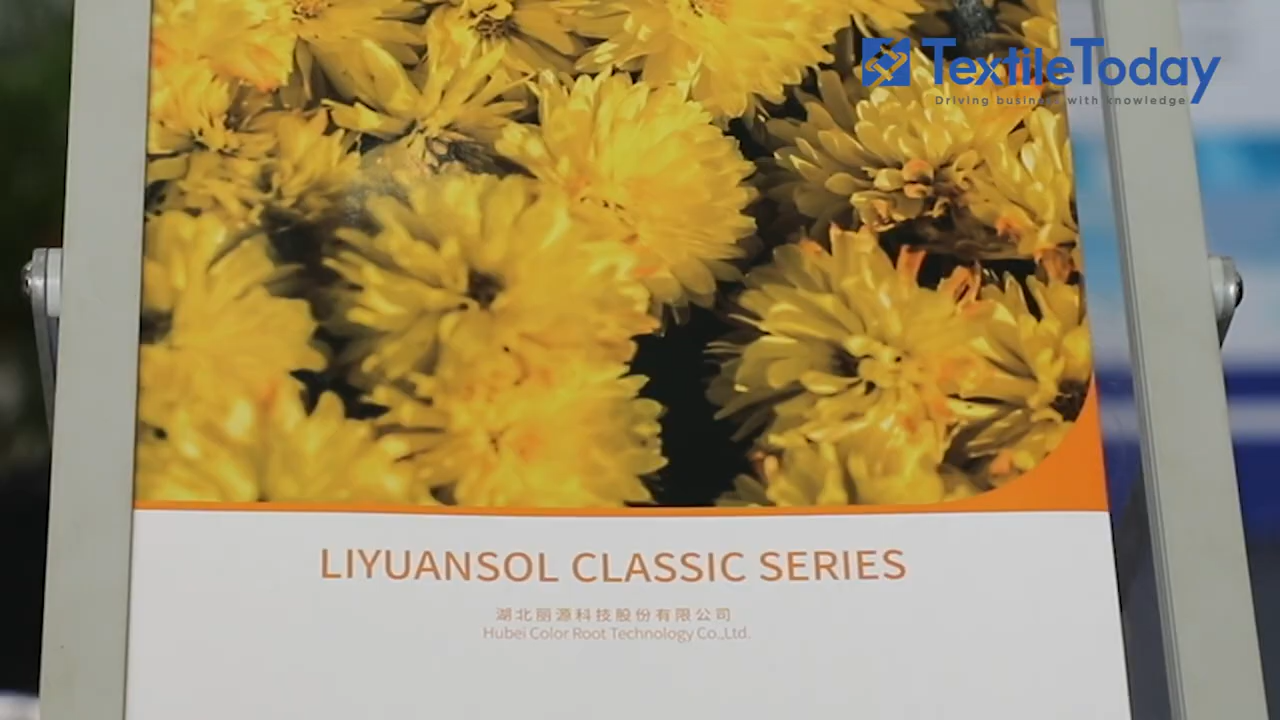 TextileToday
Driving business with knowledge
LIYUANSOL CLASSIC SERIES
湖北丽源科技股份有限公司
Hubei Color Root Technology Co.,Ltd.